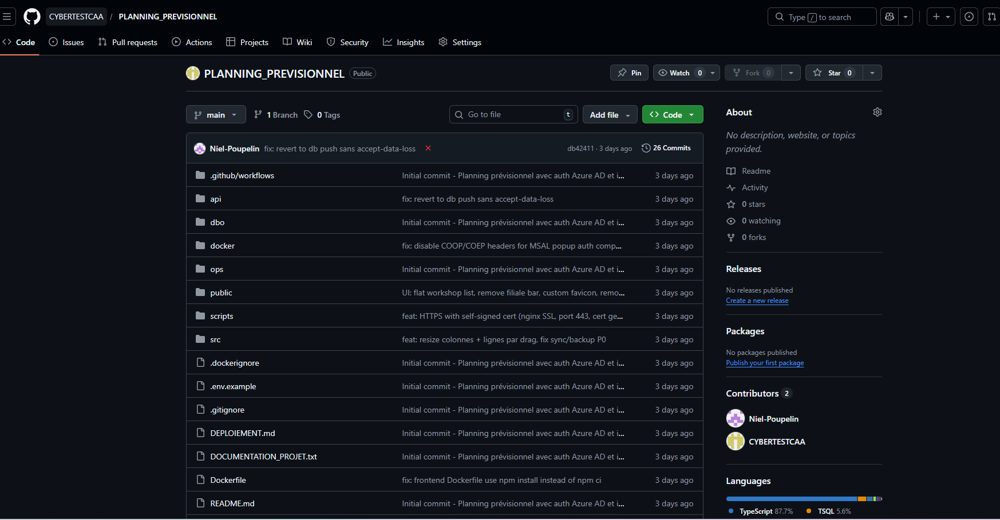 CYBERTESTCAA / PLANNING_PREVISIONNEL
Type / to search
Code Issues Pull requests Actions Projects Wiki Security Insights Settings
PLANNING_PREVISIONNEL Public
Pin Watch 0 Fork 0 Star 0
main 1 Branch 0 Tags Go to file t Add file Code
Niel-Poupelin fix: revert to db push sans accept-data-loss db42411 · 3 days ago 26 Commits
.github/workflows Initial commit - Planning prévisionnel avec auth Azure AD et i... 3 days ago
api fix: revert to db push sans accept-data-loss 3 days ago
dbo Initial commit - Planning prévisionnel avec auth Azure AD et i... 3 days ago
docker fix: disable COOP/COEP headers for MSAL popup auth comp... 3 days ago
ops Initial commit - Planning prévisionnel avec auth Azure AD et i... 3 days ago
public UI: flat workshop list, remove filiale bar, custom favicon, remo... 3 days ago
scripts feat: HTTPS with self-signed cert (nginx SSL, port 443, cert ge... 3 days ago
src feat: resize colonnes + lignes par drag, fix sync/backup P0 3 days ago
.dockerignore Initial commit - Planning prévisionnel avec auth Azure AD et i... 3 days ago
.env.example Initial commit - Planning prévisionnel avec auth Azure AD et i... 3 days ago
.gitignore Initial commit - Planning prévisionnel avec auth Azure AD et i... 3 days ago
DEPLOIEMENT.md Initial commit - Planning prévisionnel avec auth Azure AD et i... 3 days ago
DOCUMENTATION_PROJET.txt Initial commit - Planning prévisionnel avec auth Azure AD et i... 3 days ago
Dockerfile fix: frontend Dockerfile use npm install instead of npm ci 3 days ago
README.md Initial commit - Planning prévisionnel avec auth Azure AD et i... 3 days ago
About
No description, website, or topics
provided.
Readme
Activity
0 stars
0 watching
0 forks
Releases
No releases published
Create a new release
Packages
No packages published
Publish your first package
Contributors 2
Niel-Poupelin
CYBERTESTCAA
Languages
TypeScript 87.7% TSQL 5.6%